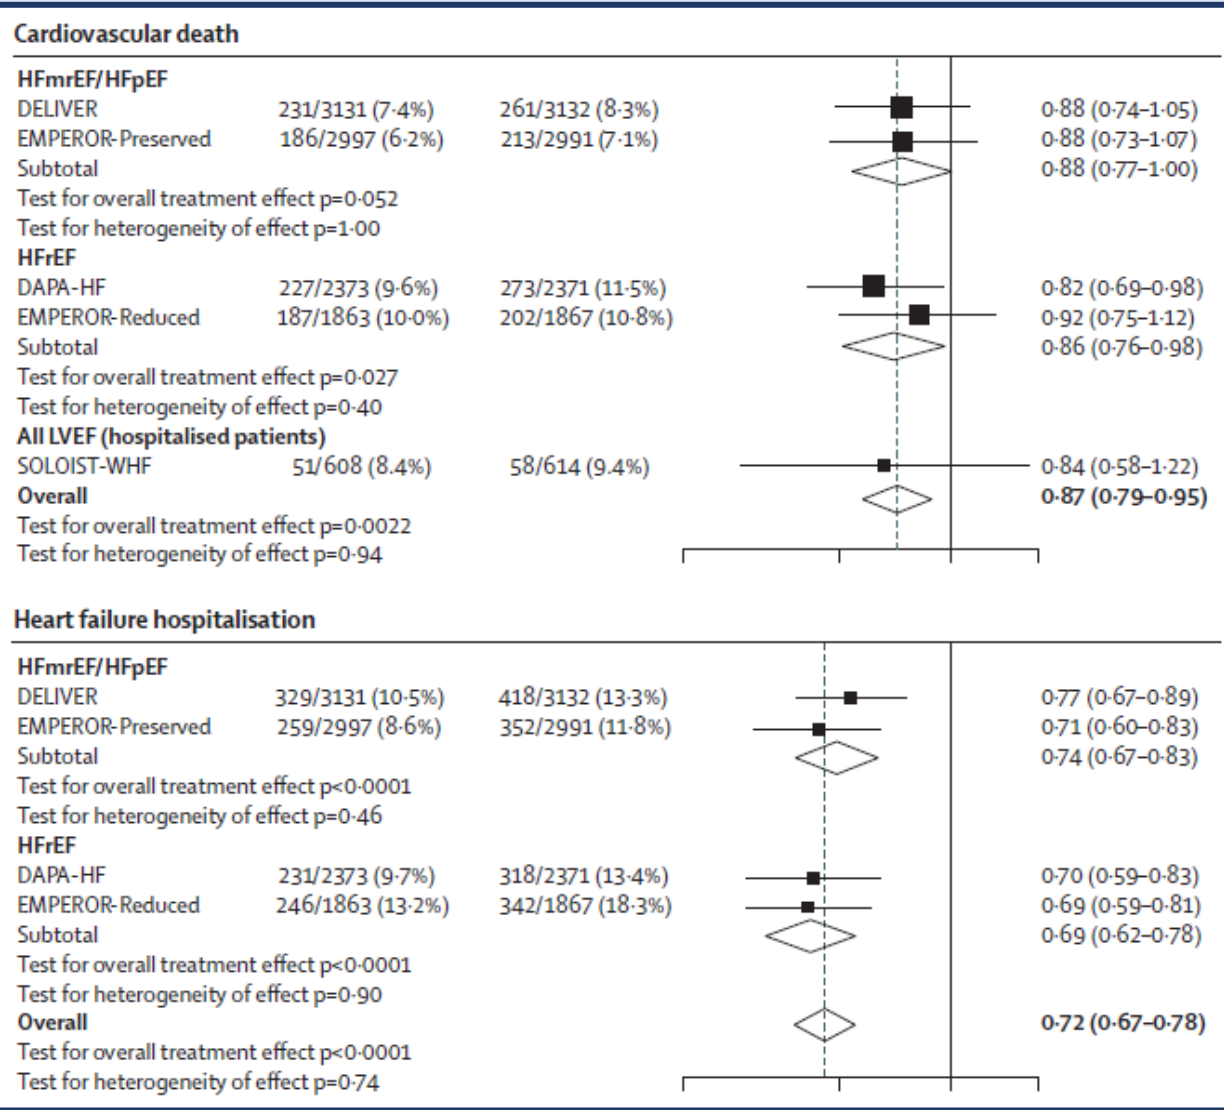 Cardiovascular death
HFmrEF/HFpEF
DELIVER 231/3131 (7·4%) 261/3132 (8·3%) 0·88 (0·74–1·05)
EMPEROR-Preserved 186/2997 (6·2%) 213/2991 (7·1%) 0·88 (0·73–1·07)
Subtotal 0·88 (0·77–1·00)
Test for overall treatment effect p=0·052
Test for heterogeneity of effect p=1·00
HFrEF
DAPA-HF 227/2373 (9·6%) 273/2371 (11·5%) 0·82 (0·69–0·98)
EMPEROR-Reduced 187/1863 (10·0%) 202/1867 (10·8%) 0·92 (0·75–1·12)
Subtotal 0·86 (0·76–0·98)
Test for overall treatment effect p=0·027
Test for heterogeneity of effect p=0·40
All LVEF (hospitalised patients)
SOLOIST-WHF 51/608 (8.4%) 58/614 (9.4%) 0·84 (0·58–1·22)
Overall 0·87 (0·79–0·95)
Test for overall treatment effect p=0·0022
Test for heterogeneity of effect p=0·94
Heart failure hospitalisation
HFmrEF/HFpEF
DELIVER 329/3131 (10·5%) 418/3132 (13·3%) 0·77 (0·67–0·89)
EMPEROR-Preserved 259/2997 (8·6%) 352/2991 (11·8%) 0·71 (0·60–0·83)
Subtotal 0·74 (0·67–0·83)
Test for overall treatment effect p<0·0001
Test for heterogeneity of effect p=0·46
HFrEF
DAPA-HF 231/2373 (9·7%) 318/2371 (13·4%) 0·70 (0·59–0·83)
EMPEROR-Reduced 246/1863 (13·2%) 342/1867 (18·3%) 0·69 (0·59–0·81)
Subtotal 0·69 (0·62–0·78)
Test for overall treatment effect p<0·0001
Test for heterogeneity of effect p=0·90
Overall 0·72 (0·67–0·78)
Test for overall treatment effect p<0·0001
Test for heterogeneity of effect p=0·74